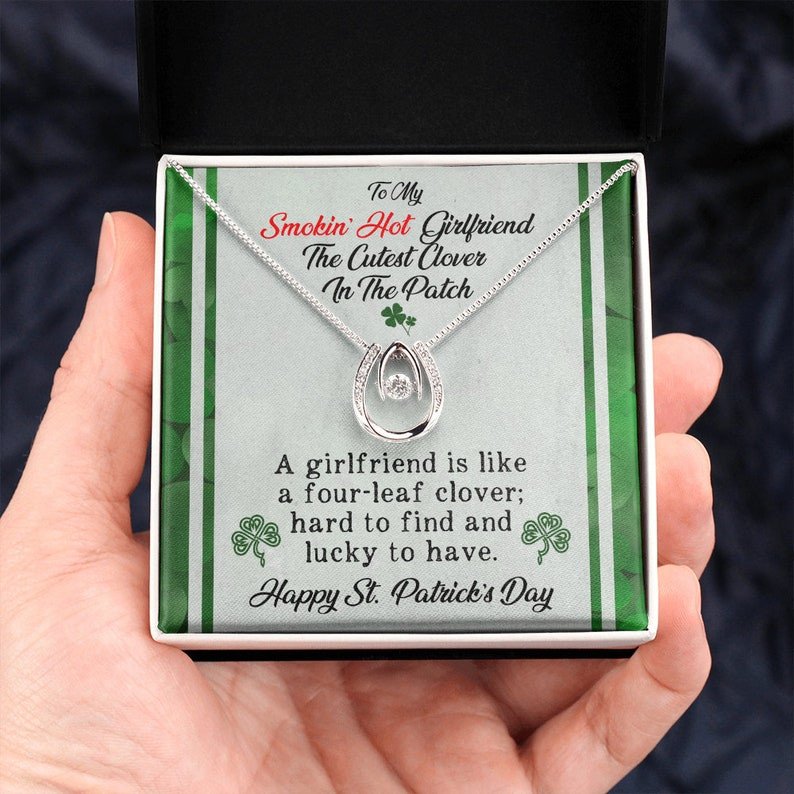 To My
Smokin' Hot Girlfriend
The Cutest Clover
In The Patch
A girlfriend is like
a four-leaf clover;
hard to find and
lucky to have.
Happy St. Patrick's Day